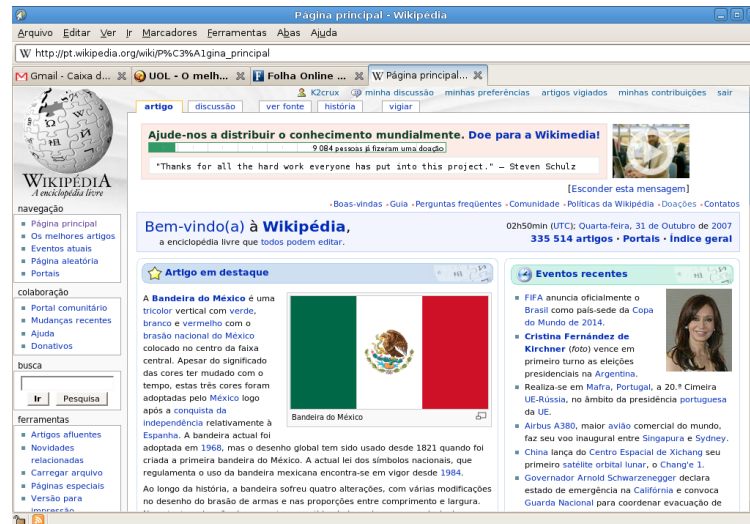 Página principal - Wikipédia
Arquivo Editar Ver Ir Marcadores Ferramentas Abas Ajuda
http://pt.wikipedia.org/wiki/P%C3%A1gina_principal
Gmail - Caixa d... UOL - O melh... Folha Online ... Página principal...
K2crux minha discussão minhas preferências artigos vigiados minhas contribuições sair
artigo discussão ver fonte história vigiar
Ajude-nos a distribuir o conhecimento mundialmente. Doe para a Wikimedia!
9 084 pessoas já fizeram uma doação
"Thanks for all the hard work everyone has put into this project." — Steven Schulz
[Esconder esta mensagem]
Boas-vindas Guia Perguntas freqüentes Comunidade Políticas da Wikipédia Doações Contatos
WIKIPÉDIA
A enciclopédia livre
navegação
Página principal
Os melhores artigos
Eventos atuais
Página aleatória
Portais
colaboração
Portal comunitário
Mudanças recentes
Ajuda
Donativos
busca
Ir Pesquisa
ferramentas
Artigos afluentes
Novidades
relacionadas
Carregar arquivo
Páginas especiais
Versão para
impressão
Bem-vindo(a) à Wikipédia,
a enciclopédia livre que todos podem editar.
02h50min (UTC); Quarta-feira, 31 de Outubro de 2007
335 514 artigos · Portais · Índice geral
Artigo em destaque
A Bandeira do México é uma
tricolor vertical com verde,
branco e vermelho com o
brasão nacional do México
colocado no centro da faixa
central. Apesar do significado
das cores ter mudado com o
tempo, estas três cores foram
adoptadas pelo México logo
após a conquista da
independência relativamente à
Espanha. A bandeira actual foi
adoptada em 1968, mas o desenho global tem sido usado desde 1821 quando foi
criada a primeira bandeira do México. A actual lei dos símbolos nacionais, que
regulamenta o uso da bandeira mexicana encontra-se em vigor desde 1984.
Bandeira do México
Ao longo da história, a bandeira sofreu quatro alterações, com várias modificações
no desenho do brasão de armas e nas proporções entre comprimento e largura.
Eventos recentes
FIFA anuncia oficialmente o
Brasil como país-sede da Copa
do Mundo de 2014.
Cristina Fernández de
Kirchner (foto) vence em
primeiro turno as eleições
presidenciais na Argentina.
Realiza-se em Mafra, Portugal, a 20.ª Cimeira
UE-Rússia, no âmbito da presidência portuguesa
da UE.
Airbus A380, maior avião comercial do mundo,
faz seu voo inaugural entre Singapura e Sydney.
China lança do Centro Espacial de Xichang seu
primeiro satélite orbital lunar, o Chang'e 1.
Governador Arnold Schwarzenegger declara
estado de emergência na Califórnia e convoca
Guarda Nacional para coordenar evacuação de